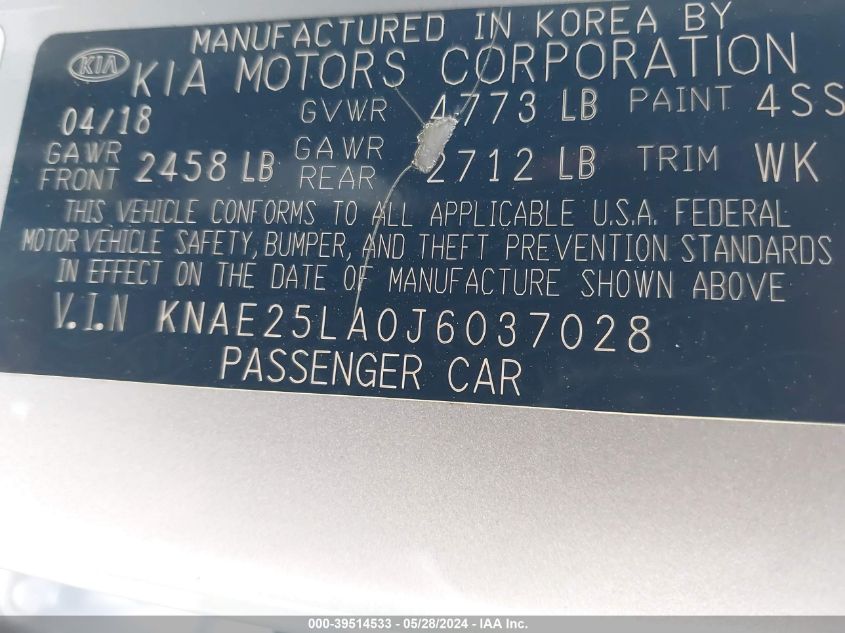 MANUFACTURED IN KOREA BY
KIA KIA MOTORS CORPORATION
04/18 GVWR 4773 LB PAINT 4SS
GAWR FRONT 2458 LB GAWR REAR 2712 LB TRIM WK
THIS VEHICLE CONFORMS TO ALL APPLICABLE U.S.A. FEDERAL
MOTOR VEHICLE SAFETY, BUMPER, AND THEFT PREVENTION STANDARDS
IN EFFECT ON THE DATE OF MANUFACTURE SHOWN ABOVE
V.I.N KNAE25LA0J6037028
PASSENGER CAR
000-39514533 - 05/28/2024 - IAA Inc.